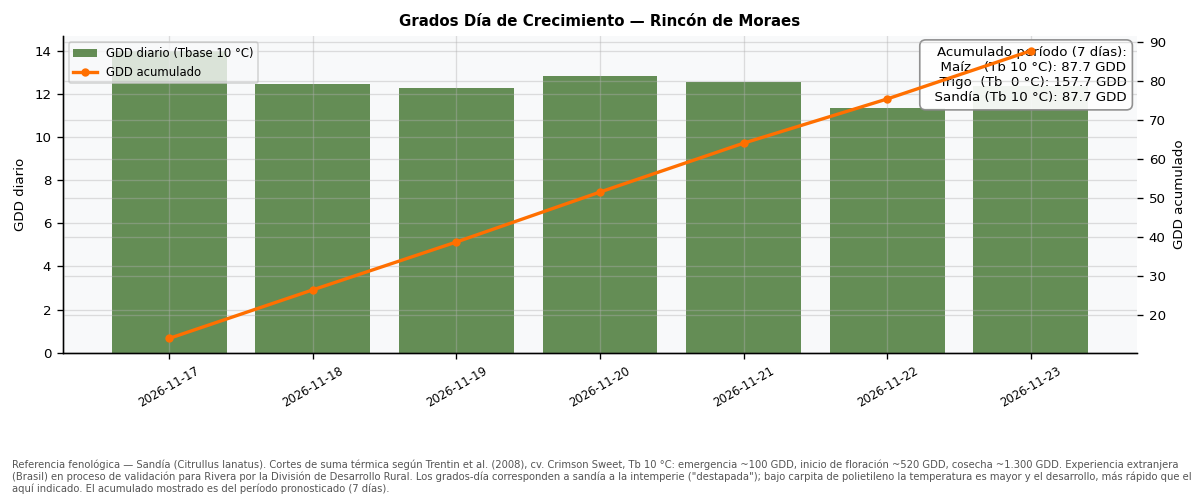 Grados Día de Crecimiento — Rincón de Moraes
GDD diario (Tbase 10 °C)
GDD acumulado
Acumulado período (7 días):
Maíz (Tb 10 °C): 87.7 GDD
Trigo (Tb 0 °C): 157.7 GDD
Sandía (Tb 10 °C): 87.7 GDD
GDD diario
14
12
10
8
6
4
2
0
GDD acumulado
90
80
70
60
50
40
30
20
2026-11-17
2026-11-18
2026-11-19
2026-11-20
2026-11-21
2026-11-22
2026-11-23
Referencia fenológica — Sandía (Citrullus lanatus). Cortes de suma térmica según Trentin et al. (2008), cv. Crimson Sweet, Tb 10 °C: emergencia ~100 GDD, inicio de floración ~520 GDD, cosecha ~1.300 GDD. Experiencia extranjera
(Brasil) en proceso de validación para Rivera por la División de Desarrollo Rural. Los grados-día corresponden a sandía a la intemperie ("destapada"); bajo carpita de polietileno la temperatura es mayor y el desarrollo, más rápido que el
aquí indicado. El acumulado mostrado es del período pronosticado (7 días).